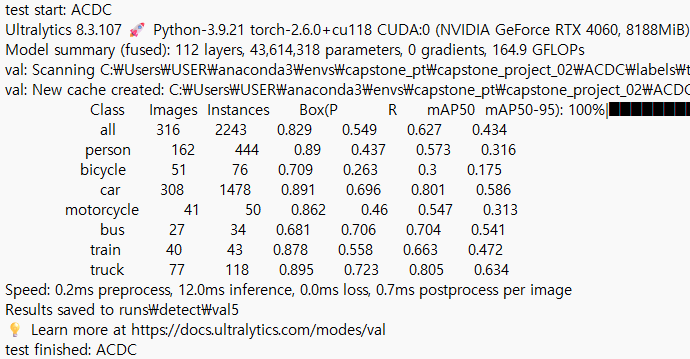 test start: ACDC
Ultralytics 8.3.107 🚀 Python-3.9.21 torch-2.6.0+cu118 CUDA:0 (NVIDIA GeForce RTX 4060, 8188MiB)
Model summary (fused): 112 layers, 43,614,318 parameters, 0 gradients, 164.9 GFLOPs
val: Scanning C:₩Users₩USER₩anaconda3₩envs₩capstone_pt₩capstone_project_02₩ACDC₩labels₩t
val: New cache created: C:₩Users₩USER₩anaconda3₩envs₩capstone_pt₩capstone_project_02₩ACDC
Class Images Instances Box(P R mAP50 mAP50-95): 100%|
all 316 2243 0.829 0.549 0.627 0.434
person 162 444 0.89 0.437 0.573 0.316
bicycle 51 76 0.709 0.263 0.3 0.175
car 308 1478 0.891 0.696 0.801 0.586
motorcycle 41 50 0.862 0.46 0.547 0.313
bus 27 34 0.681 0.706 0.704 0.541
train 40 43 0.878 0.558 0.663 0.472
truck 77 118 0.895 0.723 0.805 0.634
Speed: 0.2ms preprocess, 12.0ms inference, 0.0ms loss, 0.7ms postprocess per image
Results saved to runs₩detect₩val5
💡 Learn more at https://docs.ultralytics.com/modes/val
test finished: ACDC